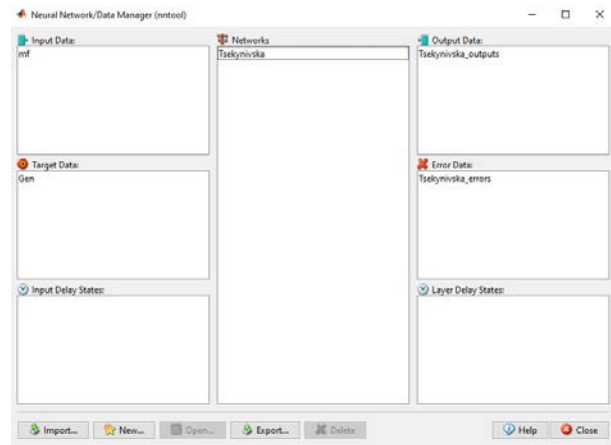 Neural Network/Data Manager (nntool)
Input Data:
mf
Networks
Tsekynivska
Output Data:
Tsekynivska_outputs
Target Data:
Gen
Error Data:
Tsekynivska_errors
Input Delay States:
Layer Delay States:
Import... New... Open... Export... Delete Help Close